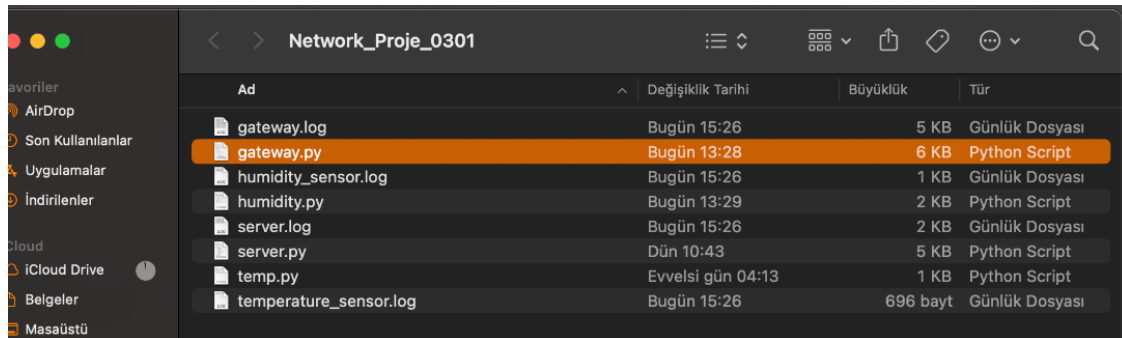 Network_Proje_0301
avoriler
AirDrop
Son Kullanılanlar
Uygulamalar
İndirilenler
Cloud
iCloud Drive
Belgeler
Masaüstü
Ad Değişiklik Tarihi Büyüklük Tür
gateway.log Bugün 15:26 5 KB Günlük Dosyası
gateway.py Bugün 13:28 6 KB Python Script
humidity_sensor.log Bugün 15:26 1 KB Günlük Dosyası
humidity.py Bugün 13:29 2 KB Python Script
server.log Bugün 15:26 2 KB Günlük Dosyası
server.py Dün 10:43 5 KB Python Script
temp.py Evvelsi gün 04:13 1 KB Python Script
temperature_sensor.log Bugün 15:26 696 bayt Günlük Dosyası